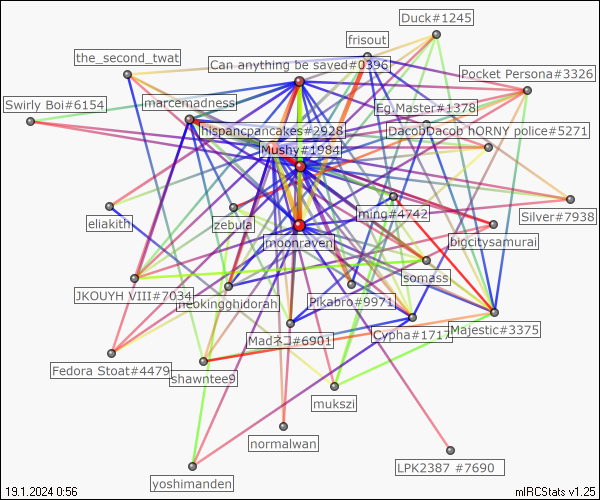 Duck#1245
frisout
the_second_twat
Can anything be saved#0396
Pocket Persona#3326
Swirly Boi#6154
marcemadness
Eg.Master#1378
hispancpancakes#2928
DacobDacob hORNY police#5271
Mushy#1984
eliakith
zebula
ming#4742
Silver#7938
moonraven
bigcitysamurai
somass
JKOUYH VIII#7034
neokingghidorah
Pikabro#9971
Madネコ#6901
Cypha#1717
Majestic#3375
Fedora Stoat#4479
shawntee9
mukszi
normalwan
LPK2387 #7690
yoshimanden
19.1.2024 0:56
mIRCStats v1.25